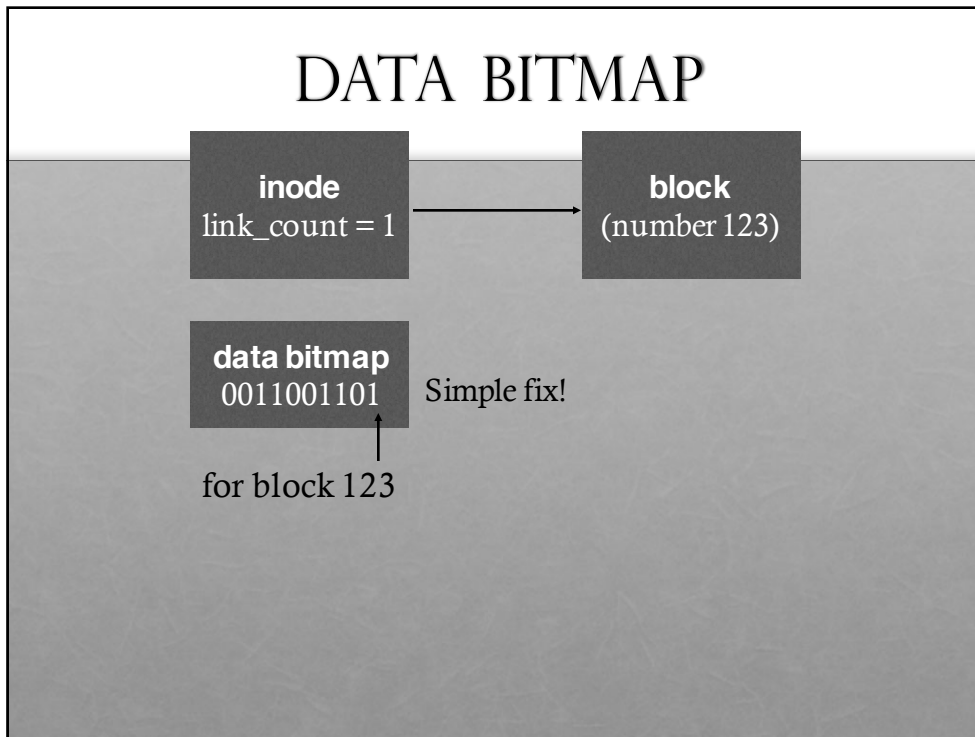 DATA BITMAP
inode
link_count = 1
block
(number 123)
data bitmap
0011001101
Simple fix!
for block 123